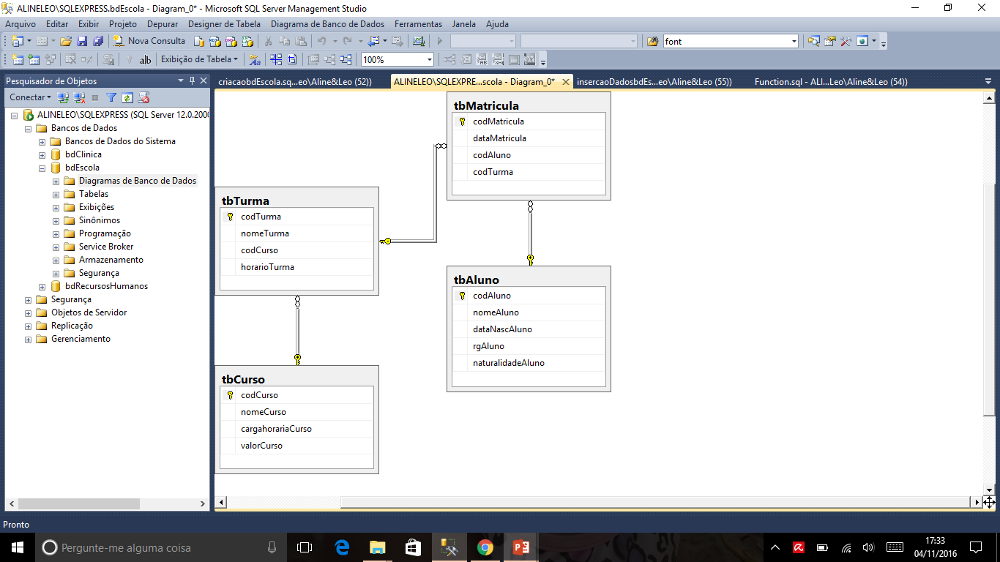 ALINELEO\SQLEXPRESS.bdEscola - Diagram_0* - Microsoft SQL Server Management Studio
Arquivo Editar Exibir Projeto Depurar Designer de Tabela Diagrama de Banco de Dados Ferramentas Janela Ajuda
Nova Consulta font
ab Exibição de Tabela 100%
Pesquisador de Objetos
criacaobdEscola.sq...eo\Aline&Leo (52)) ALINELEO\SQLEXPRE...scola - Diagram_0* insercaoDadosbdEs...eo\Aline&Leo (55)) Function.sql - ALI...Leo\Aline&Leo (54))
Conectar
ALINELEO\SQLEXPRESS (SQL Server 12.0.2000
Bancos de Dados
Bancos de Dados do Sistema
bdClinica
bdEscola
Diagramas de Banco de Dados
Tabelas
Exibições
Sinônimos
Programação
Service Broker
Armazenamento
Segurança
bdRecursosHumanos
Segurança
Objetos de Servidor
Replicação
Gerenciamento
tbMatricula
codMatricula
dataMatricula
codAluno
codTurma
tbTurma
codTurma
nomeTurma
codCurso
horarioTurma
tbAluno
codAluno
nomeAluno
dataNascAluno
rgAluno
naturalidadeAluno
tbCurso
codCurso
nomeCurso
cargahorariaCurso
valorCurso
Pronto
Pergunte-me alguma coisa
17:33
04/11/2016